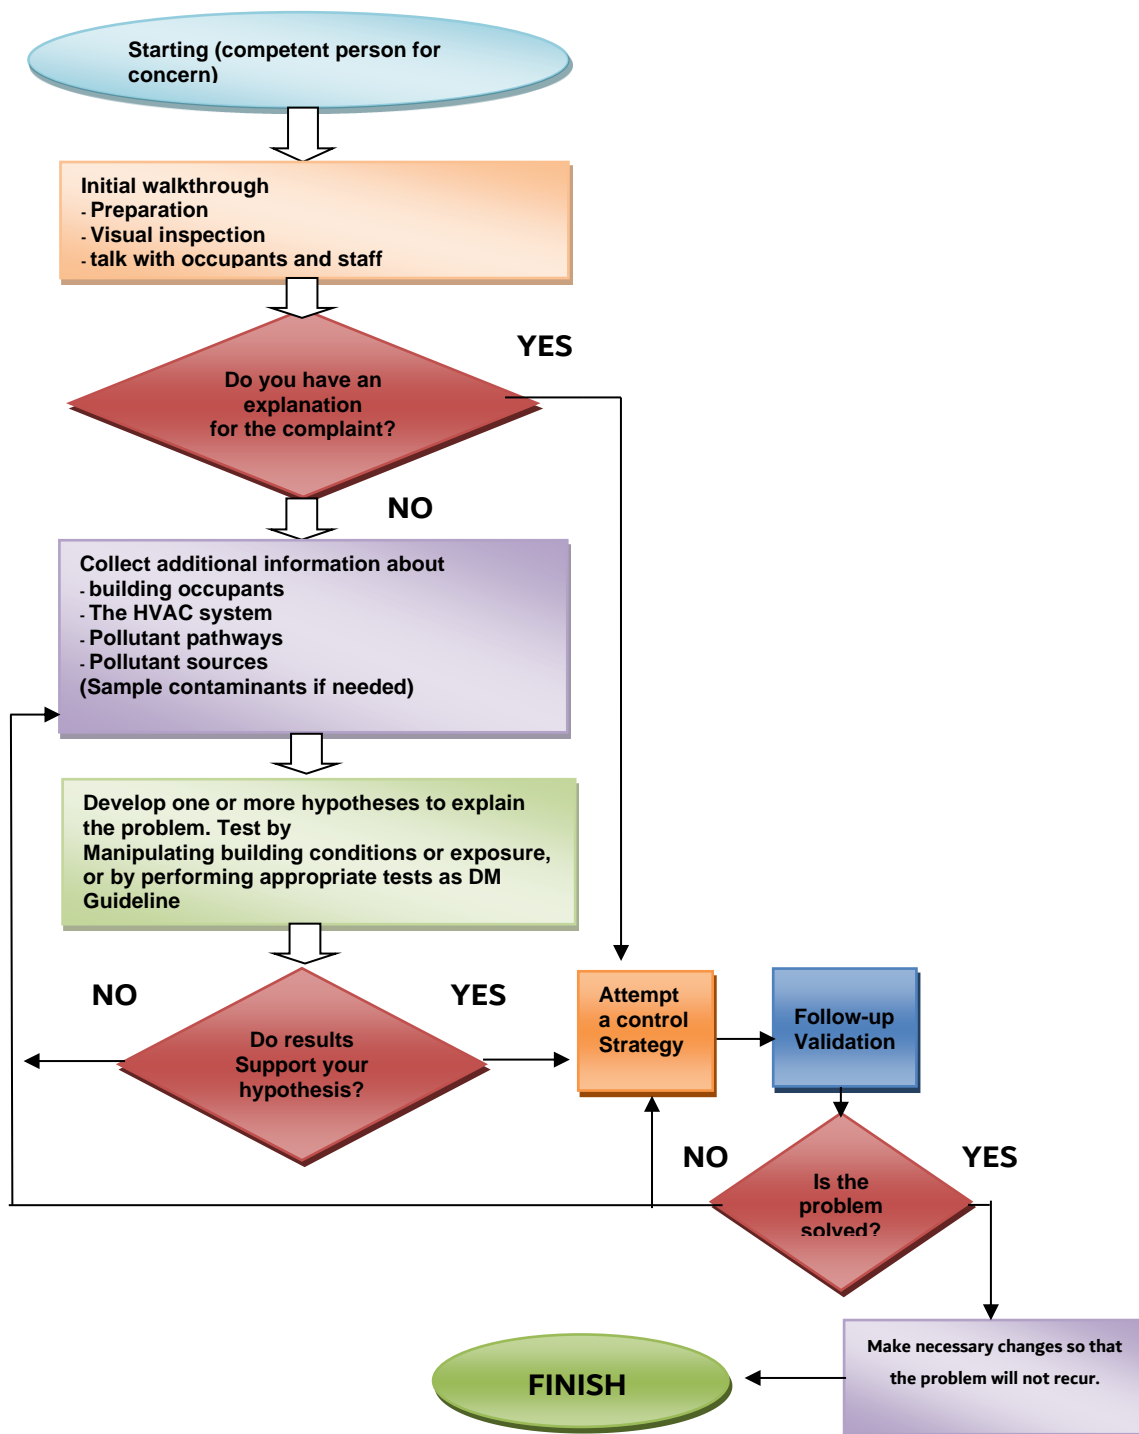 Starting (competent person for
concern)
Initial walkthrough
- Preparation
- Visual inspection
- talk with occupants and staff
YES
Do you have an
explanation
for the complaint?
NO
Collect additional information about
- building occupants
- The HVAC system
- Pollutant pathways
- Pollutant sources
(Sample contaminants if needed)
Develop one or more hypotheses to explain
the problem. Test by
Manipulating building conditions or exposure,
or by performing appropriate tests as DM
Guideline
NO
YES
Do results
Support your
hypothesis?
Attempt
a control
Strategy
Follow-up
Validation
NO
YES
Is the
problem
solved?
Make necessary changes so that
the problem will not recur.
FINISH